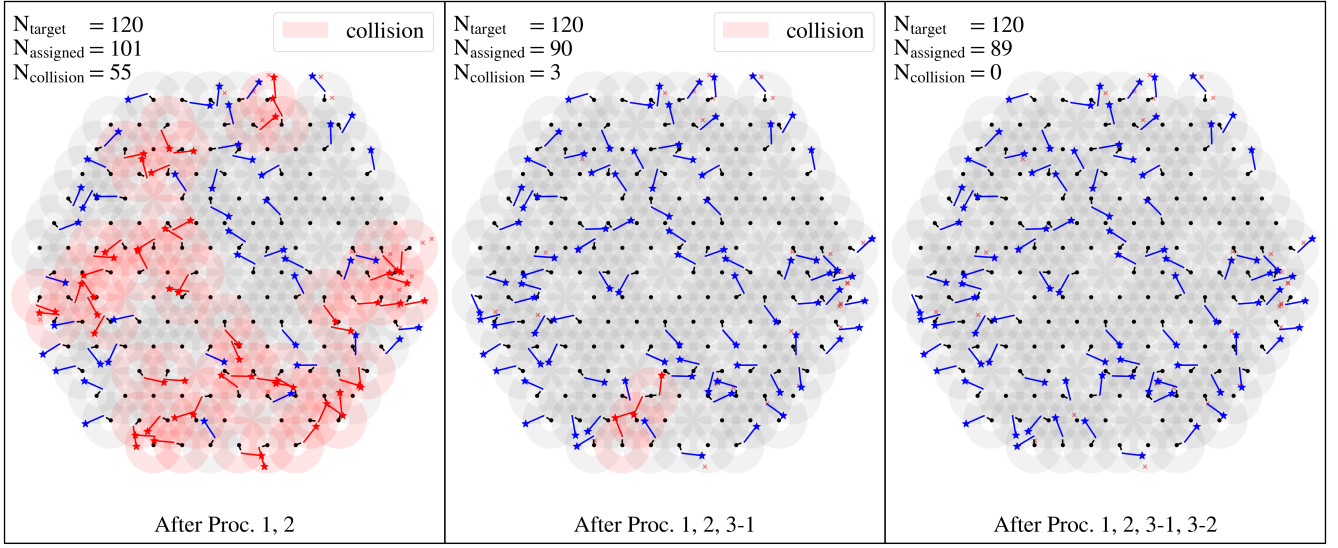 N_target = 120
N_assigned = 101
N_collision = 55
collision
After Proc. 1, 2
N_target = 120
N_assigned = 90
N_collision = 3
collision
After Proc. 1, 2, 3-1
N_target = 120
N_assigned = 89
N_collision = 0
After Proc. 1, 2, 3-1, 3-2